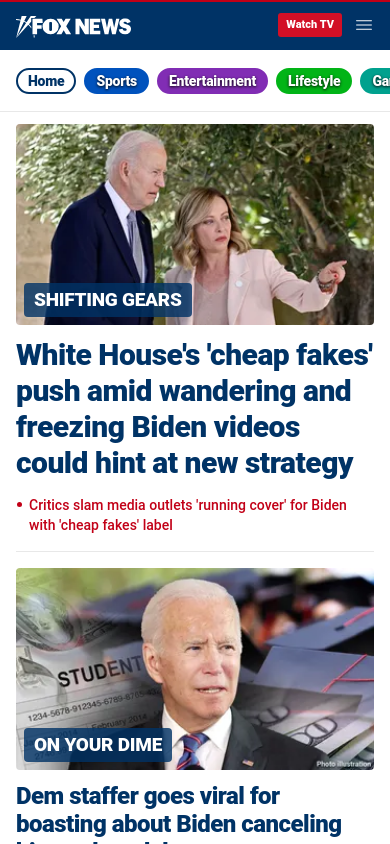 FOX NEWS
Watch TV
Home
Sports
Entertainment
Lifestyle
SHIFTING GEARS
White House's 'cheap fakes'
push amid wandering and
freezing Biden videos
could hint at new strategy
Critics slam media outlets 'running cover' for Biden
with 'cheap fakes' label
STUDENT
1234-5678-912345-6789-8765-
February 2014
ON YOUR DIME
Photo Illustration
Dem staffer goes viral for
boasting about Biden canceling